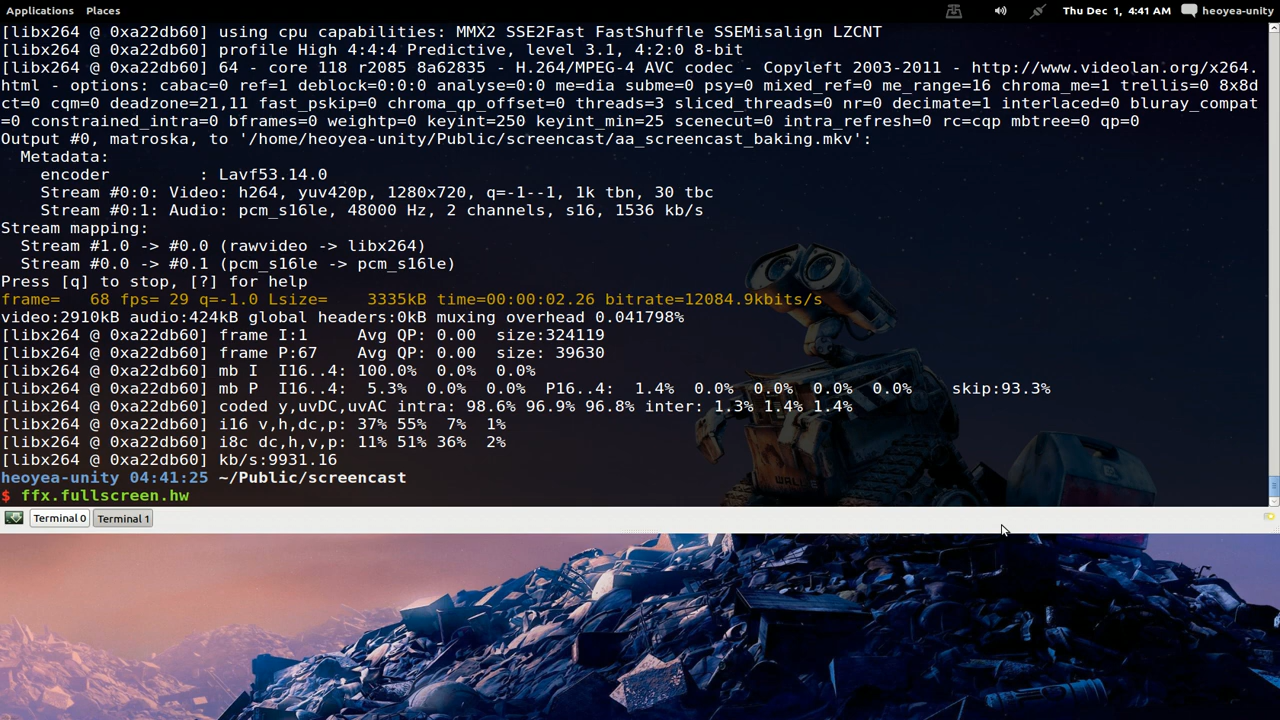 Applications Places Thu Dec 1, 4:41 AM heoyea-unity
[libx264 @ 0xa22db60] using cpu capabilities: MMX2 SSE2Fast FastShuffle SSEMisalign LZCNT
[libx264 @ 0xa22db60] profile High 4:4:4 Predictive, level 3.1, 4:2:0 8-bit
[libx264 @ 0xa22db60] 64 - core 118 r2085 8a62835 - H.264/MPEG-4 AVC codec - Copyleft 2003-2011 - http://www.videolan.org/x264.
html - options: cabac=0 ref=1 deblock=0:0:0 analyse=0:0 me=dia subme=0 psy=0 mixed_ref=0 me_range=16 chroma_me=1 trellis=0 8x8d
ct=0 cqm=0 deadzone=21,11 fast_pskip=0 chroma_qp_offset=0 threads=3 sliced_threads=0 nr=0 decimate=1 interlaced=0 bluray_compat
=0 constrained_intra=0 bframes=0 weightp=0 keyint=250 keyint_min=25 scenecut=0 intra_refresh=0 rc=cqp mbtree=0 qp=0
Output #0, matroska, to '/home/heoyea-unity/Public/screencast/aa_screencast_baking.mkv':
  Metadata:
    encoder         : Lavf53.14.0
    Stream #0:0: Video: h264, yuv420p, 1280x720, q=-1--1, 1k tbn, 30 tbc
    Stream #0:1: Audio: pcm_s16le, 48000 Hz, 2 channels, s16, 1536 kb/s
Stream mapping:
  Stream #1.0 -> #0.0 (rawvideo -> libx264)
  Stream #0.0 -> #0.1 (pcm_s16le -> pcm_s16le)
Press [q] to stop, [?] for help
frame=   68 fps= 29 q=-1.0 Lsize=    3335kB time=00:00:02.26 bitrate=12084.9kbits/s
video:2910kB audio:424kB global headers:0kB muxing overhead 0.041798%
[libx264 @ 0xa22db60] frame I:1     Avg QP: 0.00  size:324119
[libx264 @ 0xa22db60] frame P:67    Avg QP: 0.00  size: 39630
[libx264 @ 0xa22db60] mb I  I16..4: 100.0%  0.0%  0.0%
[libx264 @ 0xa22db60] mb P  I16..4:  5.3%  0.0%  0.0%  P16..4:  1.4%  0.0%  0.0%  0.0%  0.0%    skip:93.3%
[libx264 @ 0xa22db60] coded y,uvDC,uvAC intra: 98.6% 96.9% 96.8% inter: 1.3% 1.4% 1.4%
[libx264 @ 0xa22db60] i16 v,h,dc,p: 37% 55%  7%  1%
[libx264 @ 0xa22db60] i8c dc,h,v,p: 11% 51% 36%  2%
[libx264 @ 0xa22db60] kb/s:9931.16
heoyea-unity 04:41:25 ~/Public/screencast
$ ffx.fullscreen.hw
Terminal 0 Terminal 1